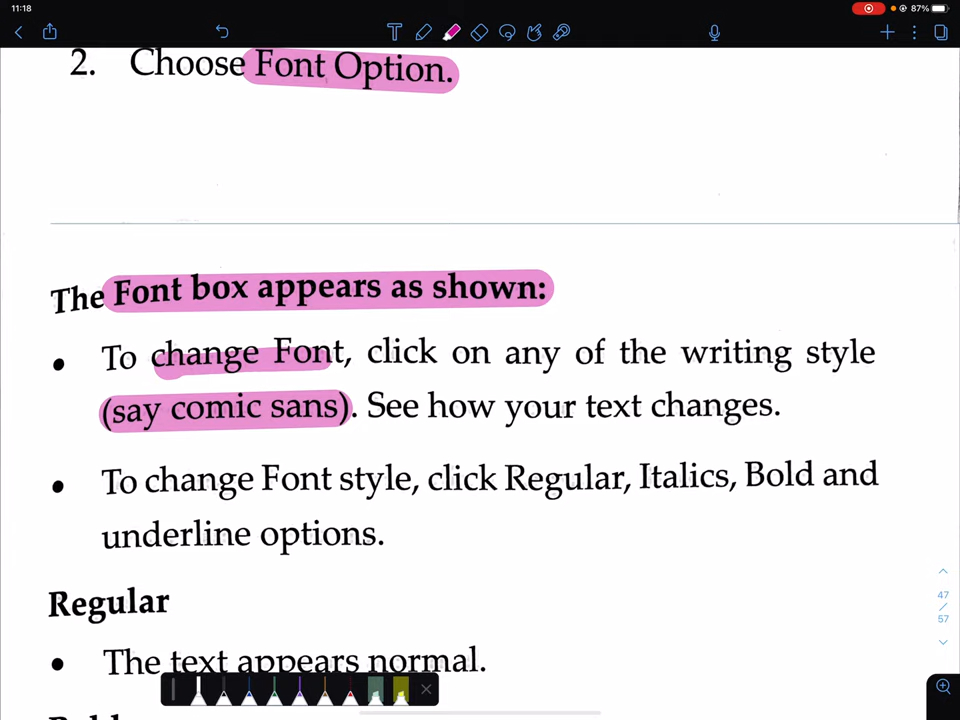 11:18
87%
2. Choose Font Option.
The Font box appears as shown:
• To change Font, click on any of the writing style
(say comic sans). See how your text changes.
• To change Font style, click Regular, Italics, Bold and
underline options.
47
/
57
Regular
• The text appears normal.